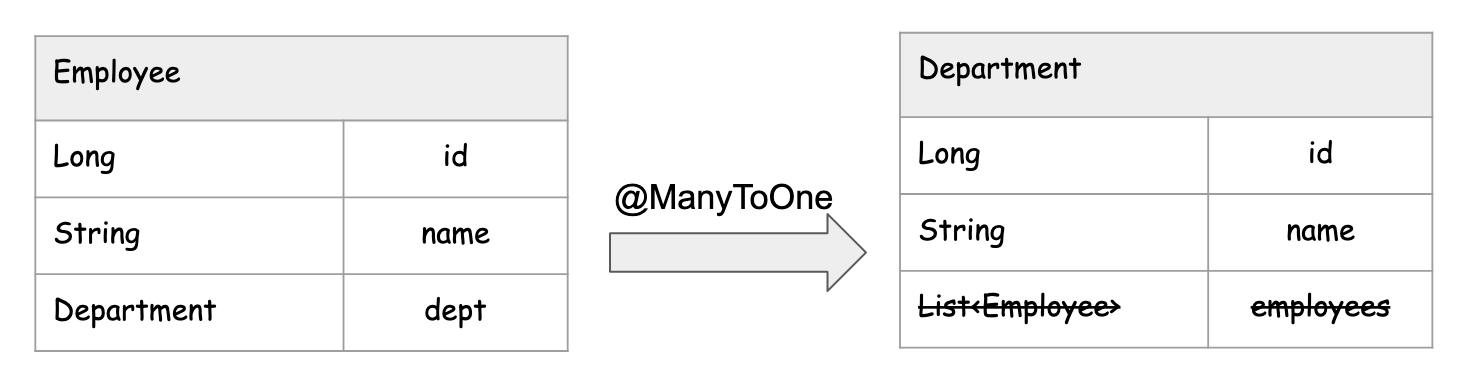 Employee
Long id
String name
Department dept
@ManyToOne
Department
Long id
String name
List<Employee> employees